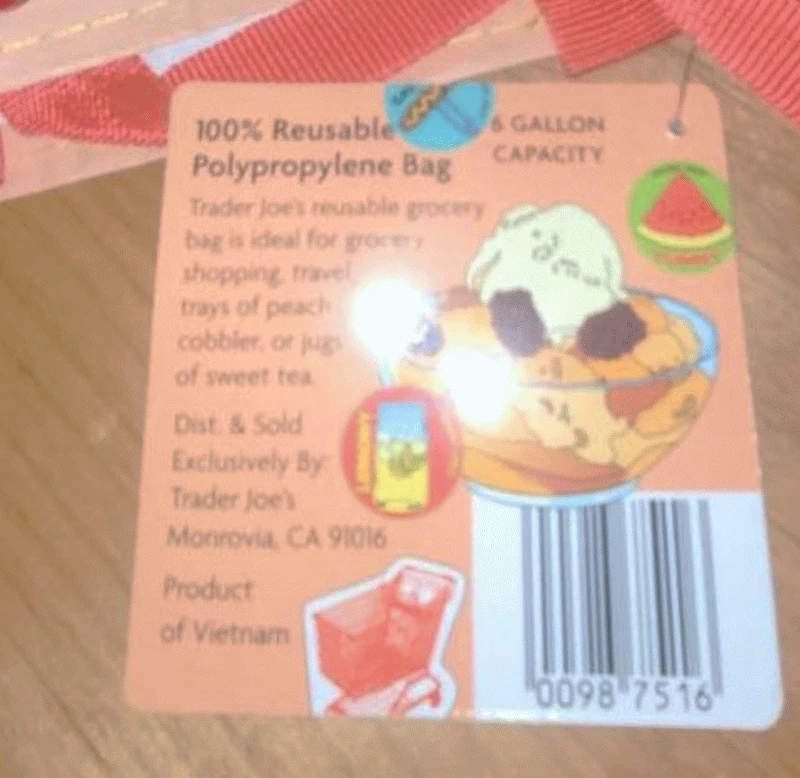 100% Reusable
Polypropylene Bag
6 GALLON
CAPACITY
Trader Joe's reusable grocery
bag is ideal for grocery
shopping, travel,
trays of peach
cobbler, or jugs
of sweet tea.
Dist. & Sold
Exclusively By:
Trader Joe's
Monrovia, CA 91016
Product
of Vietnam
0098 7516